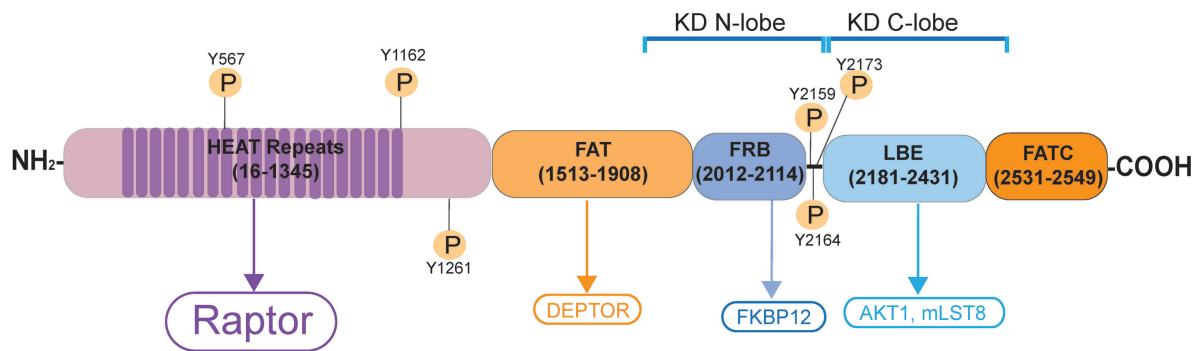 KD N-lobe KD C-lobe
Y567 Y1162 Y2159 Y2173
P P P P
NH2- HEAT Repeats (16-1345) FAT (1513-1908) FRB (2012-2114) LBE (2181-2431) FATC (2531-2549) -COOH
P P
Y1261 Y2164
Raptor DEPTOR FKBP12 AKT1, mLST8